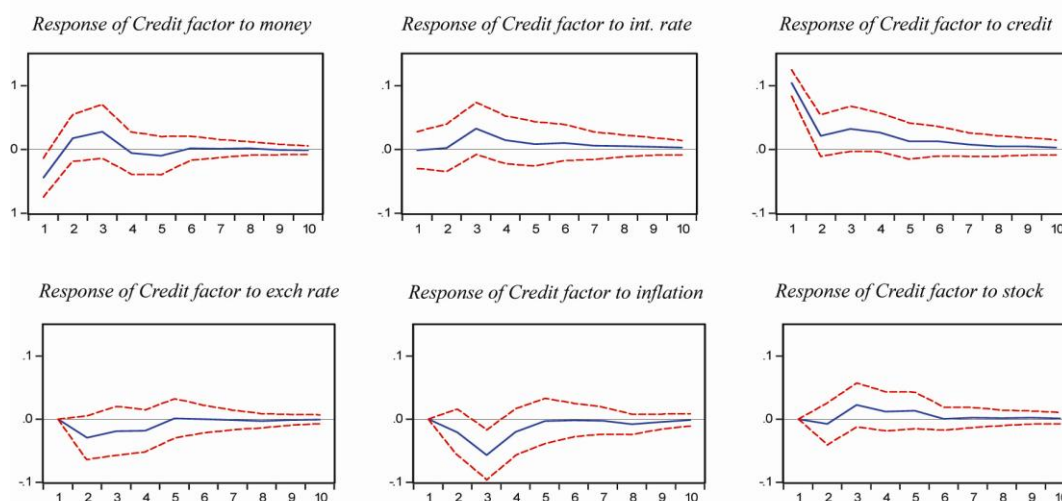 Response of Credit factor to money
Response of Credit factor to int. rate
Response of Credit factor to credit
1
0
1
1 2 3 4 5 6 7 8 9 10
.1
.0
-.1
1 2 3 4 5 6 7 8 9 10
.1
.0
-.1
1 2 3 4 5 6 7 8 9 10
Response of Credit factor to exch rate
Response of Credit factor to inflation
Response of Credit factor to stock
.1
.0
-.1
1 2 3 4 5 6 7 8 9 10
.1
.0
-.1
1 2 3 4 5 6 7 8 9 10
.1
.0
-.1
1 2 3 4 5 6 7 8 9 10